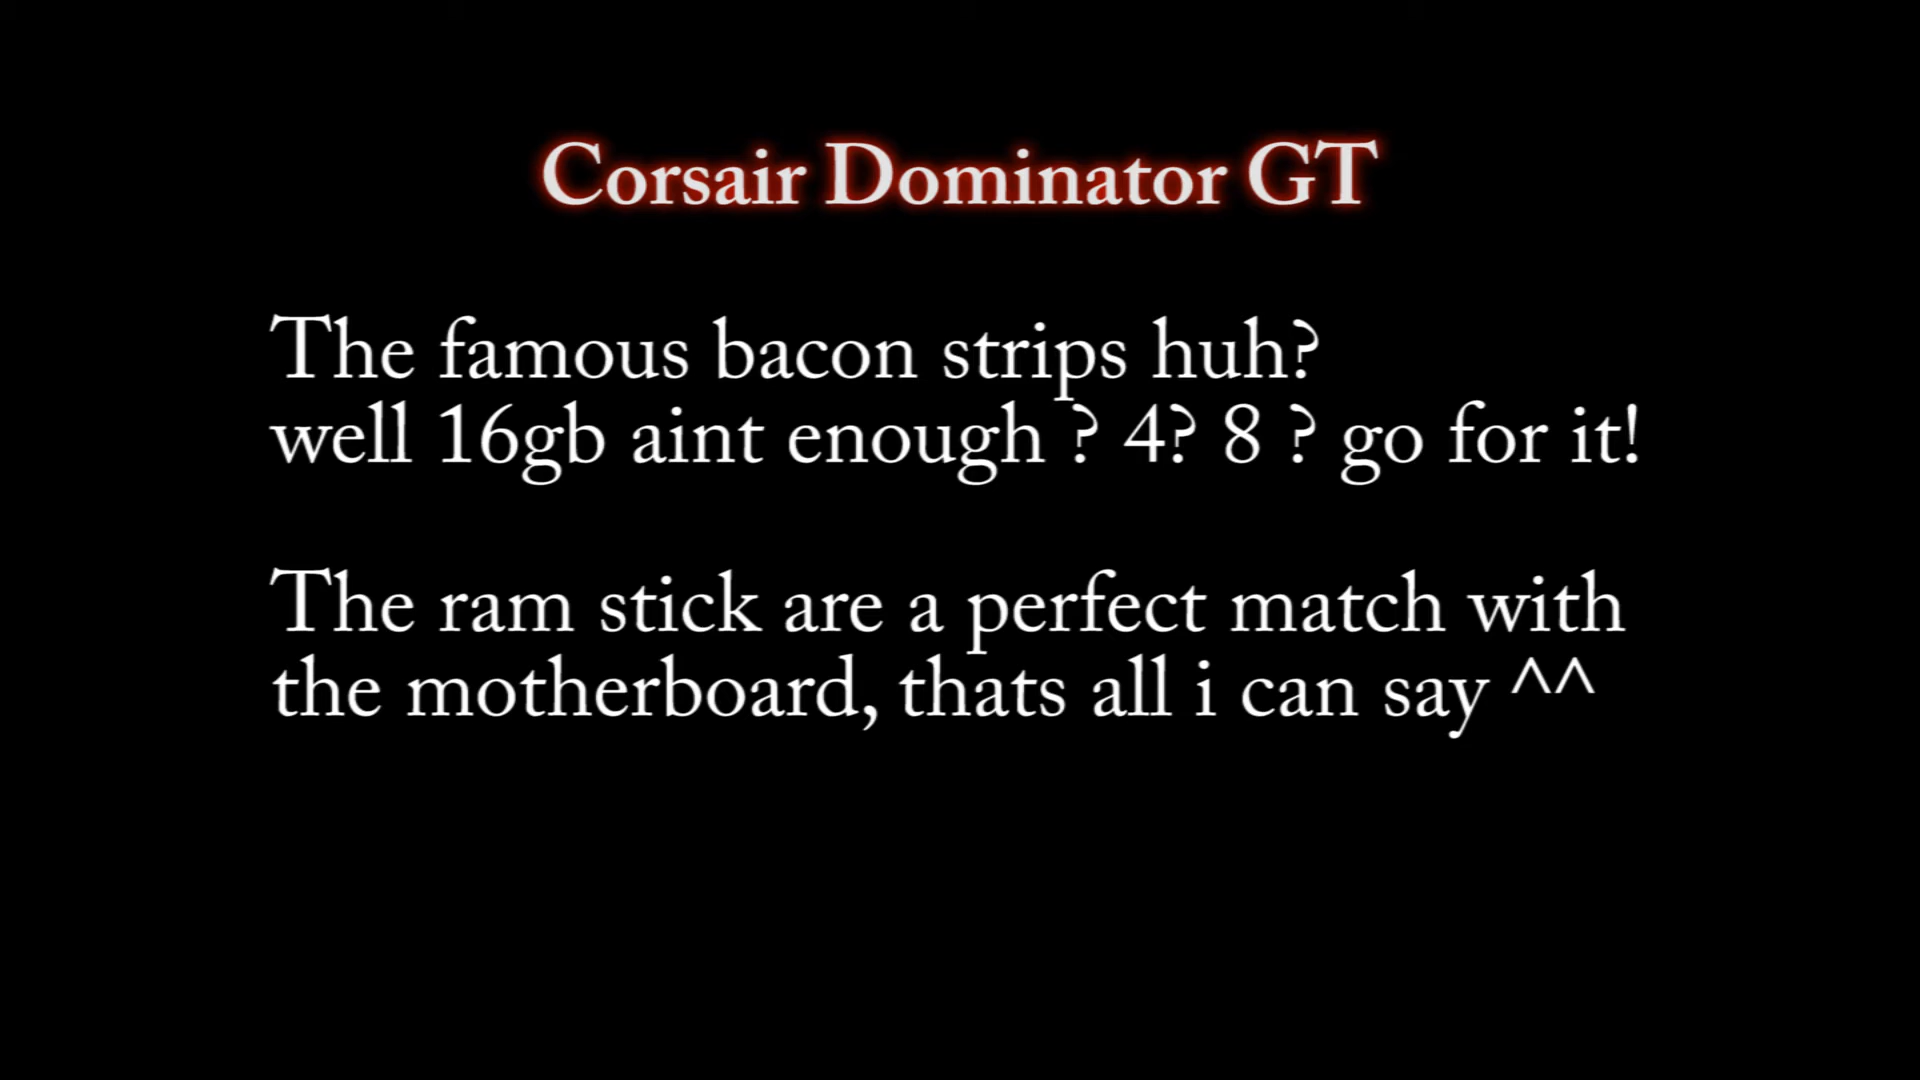 Corsair Dominator GT
The famous bacon strips huh?
well 16gb aint enough ? 4? 8 ? go for it!
The ram stick are a perfect match with
the motherboard, thats all i can say ^^